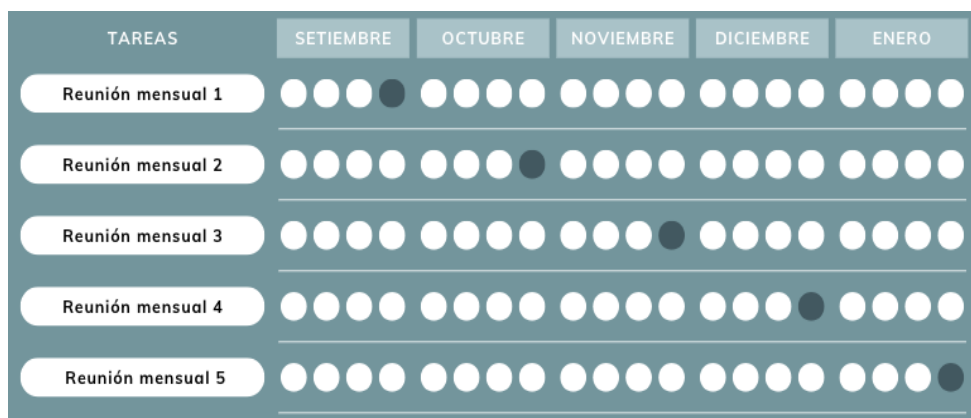 TAREAS SETIEMBRE OCTUBRE NOVIEMBRE DICIEMBRE ENERO
Reunión mensual 1
Reunión mensual 2
Reunión mensual 3
Reunión mensual 4
Reunión mensual 5